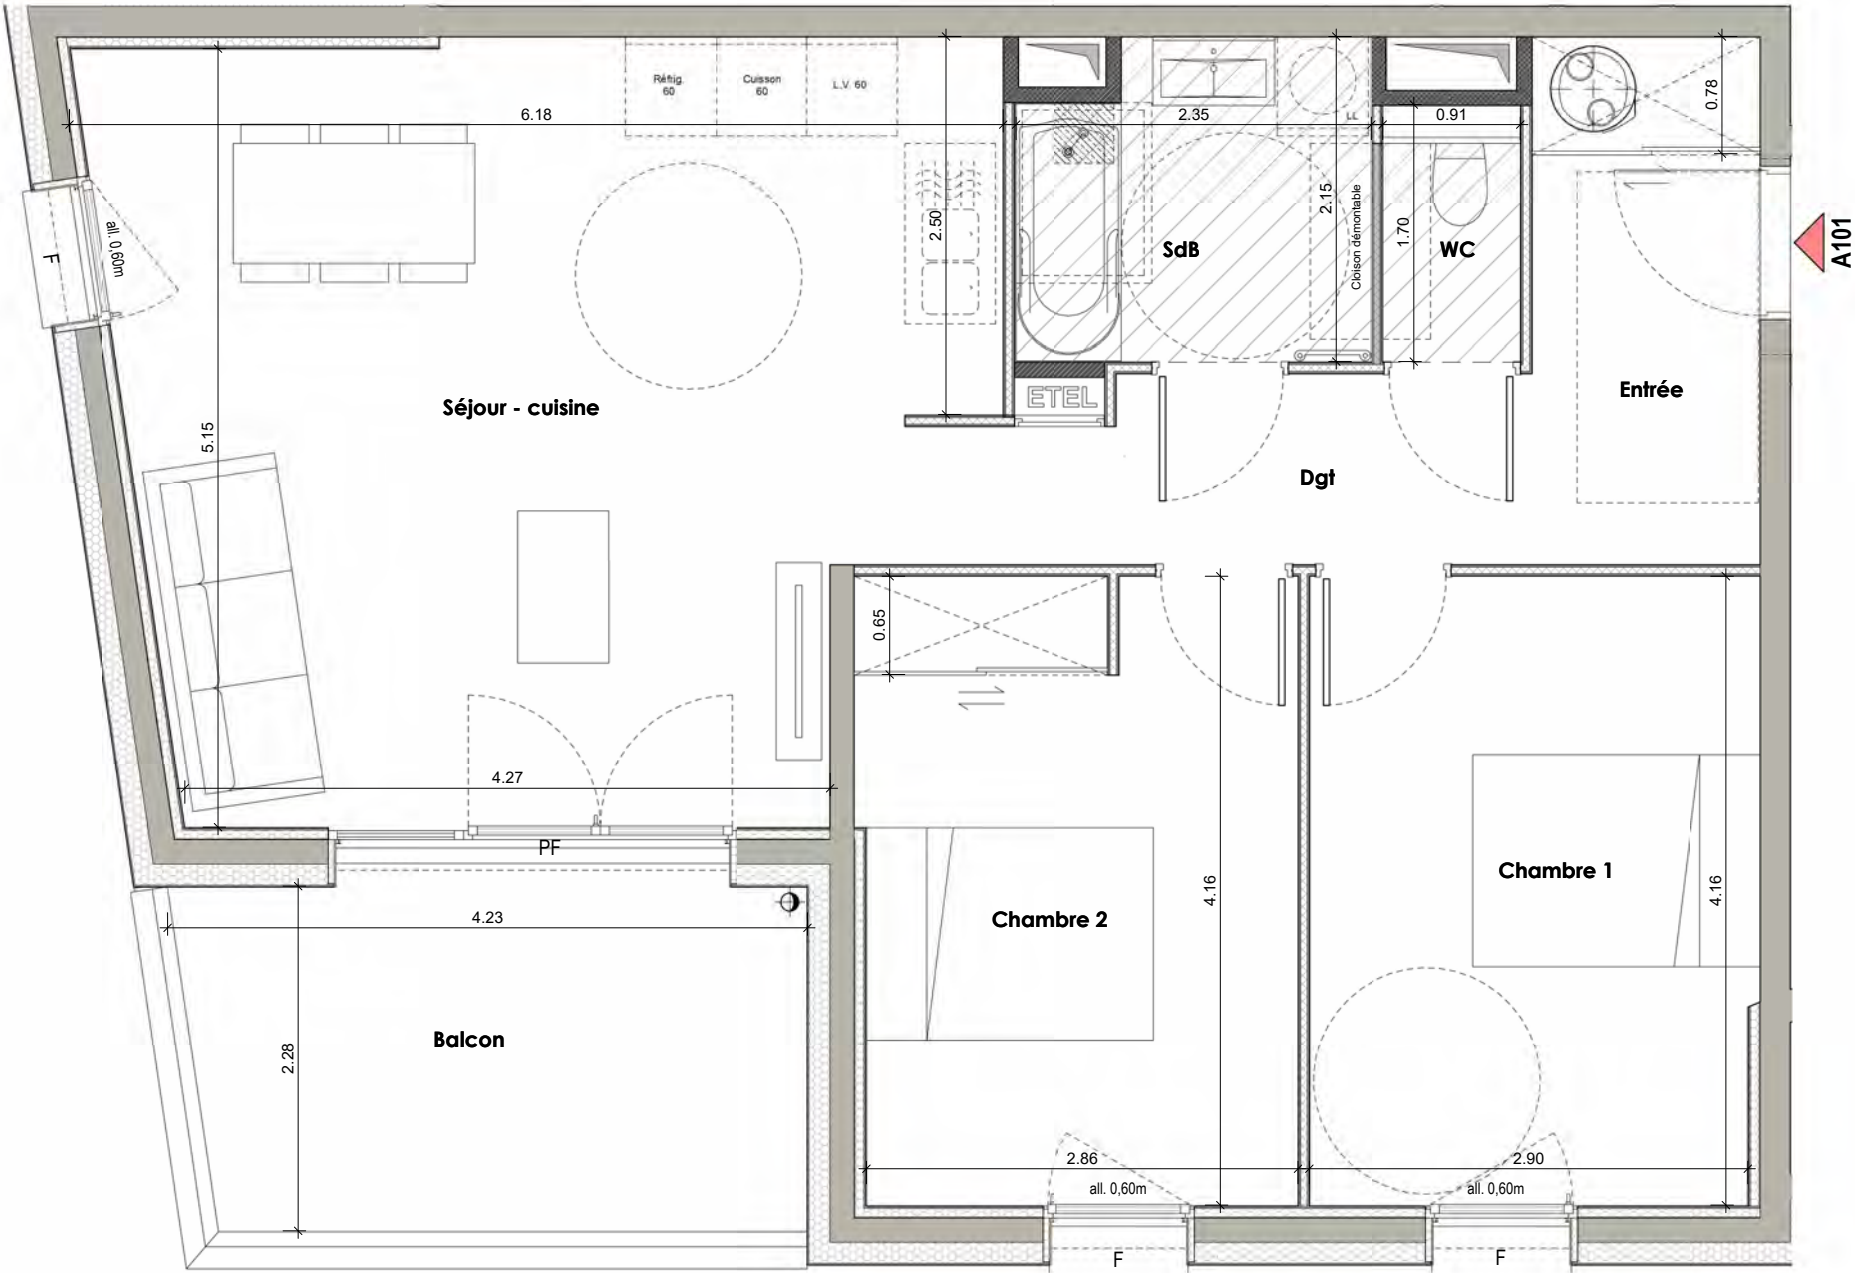 Réfrig.
60
Cuisson
60
L.V. 60
6.18
2.35
LL
0.91
0.78
A101
all. 0,60m
F
2.50
2.15
Cloison démontable
1.70
SdB
WC
Entrée
ETEL
Séjour - cuisine
5.15
Dgt
0.65
4.27
PF
4.23
Chambre 1
4.16
4.16
Chambre 2
Balcon
2.28
2.86
2.90
all. 0,60m
all. 0,60m
F
F